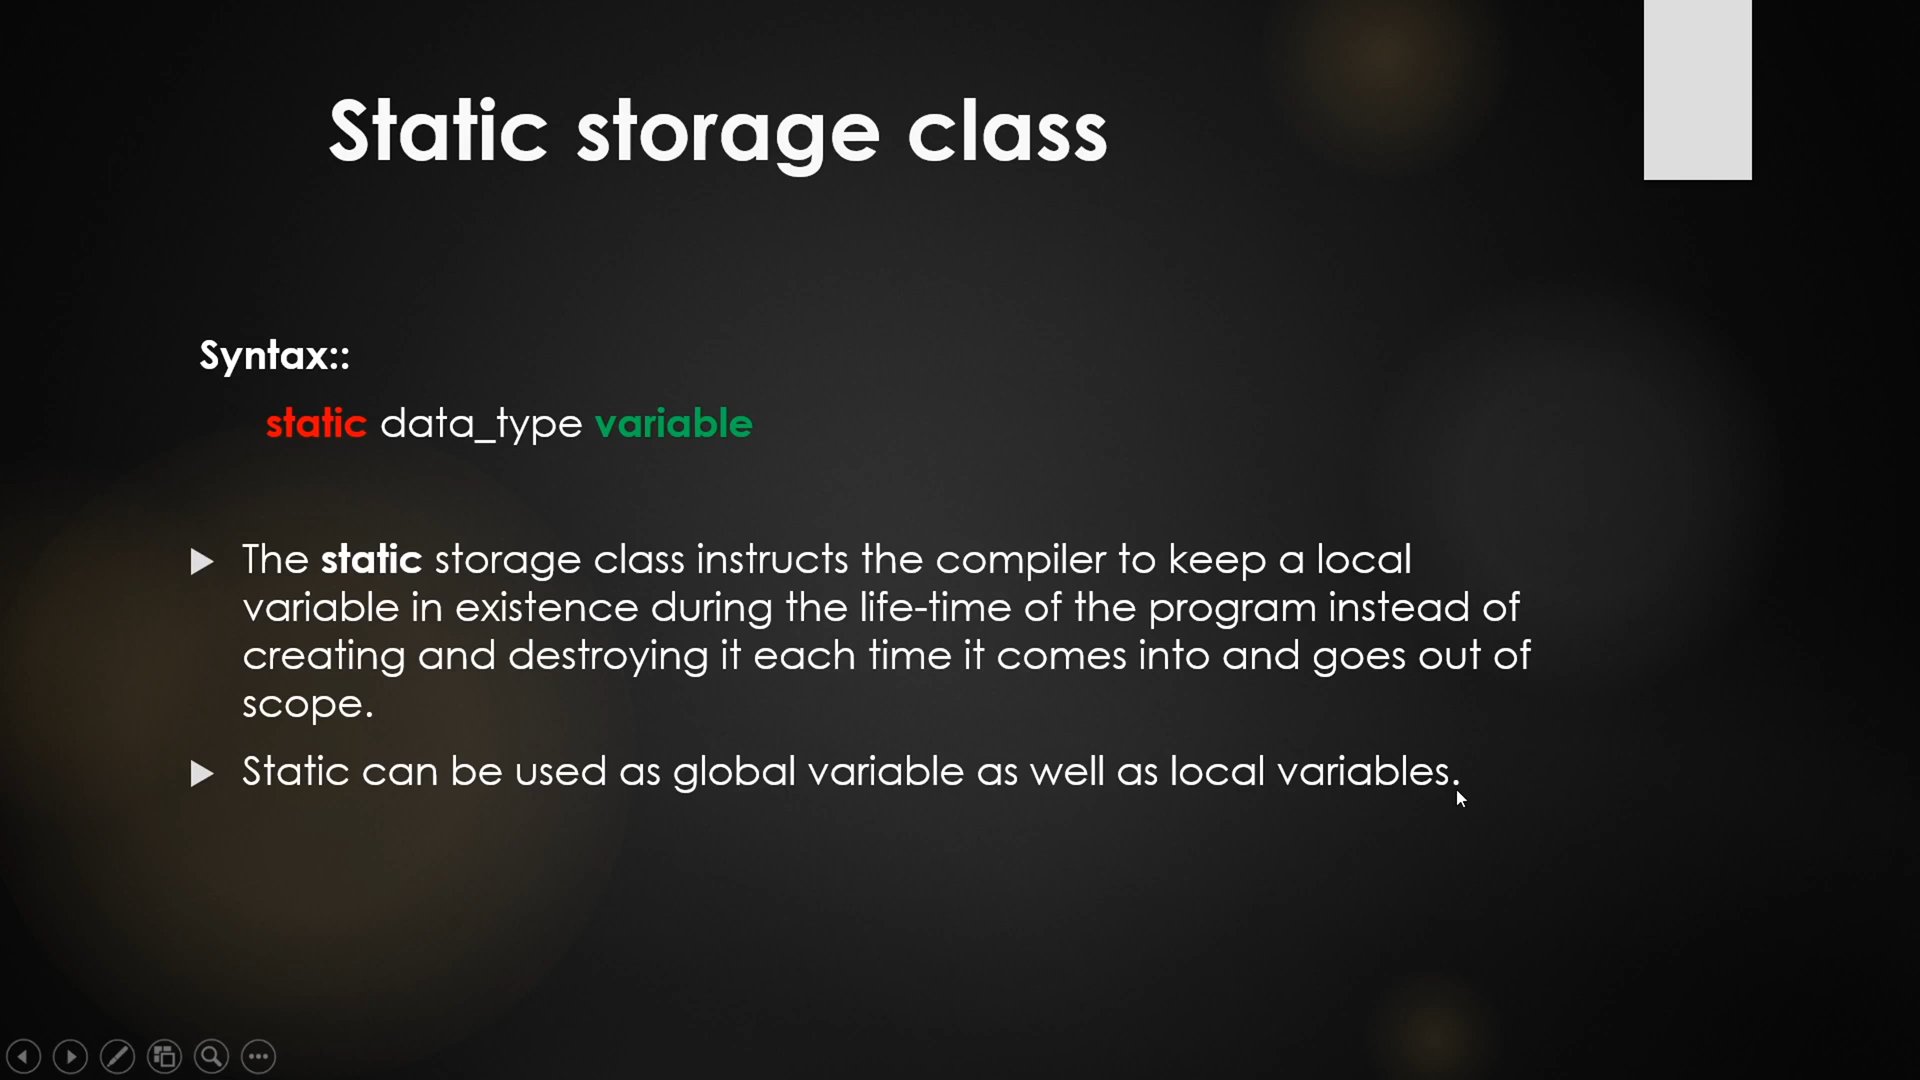 Static storage class
Syntax::
static data_type variable
The static storage class instructs the compiler to keep a local
variable in existence during the life-time of the program instead of
creating and destroying it each time it comes into and goes out of
scope.
Static can be used as global variable as well as local variables.